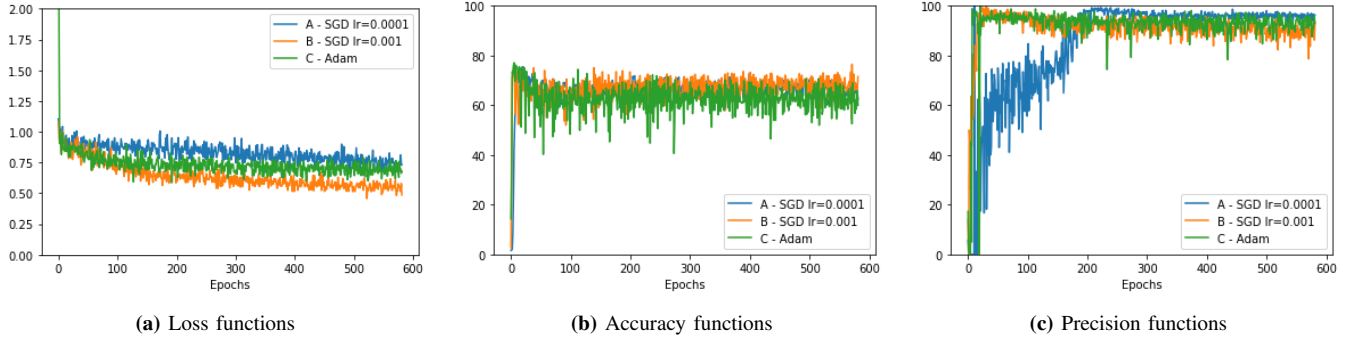 2.00
1.75
1.50
1.25
1.00
0.75
0.50
0.25
0.00
0 100 200 300 400 500 600
Epochs
A - SGD lr=0.0001
B - SGD lr=0.001
C - Adam
(a) Loss functions
100
80
60
40
20
0
0 100 200 300 400 500 600
Epochs
A - SGD lr=0.0001
B - SGD lr=0.001
C - Adam
(b) Accuracy functions
100
80
60
40
20
0
0 100 200 300 400 500 600
Epochs
A - SGD lr=0.0001
B - SGD lr=0.001
C - Adam
(c) Precision functions